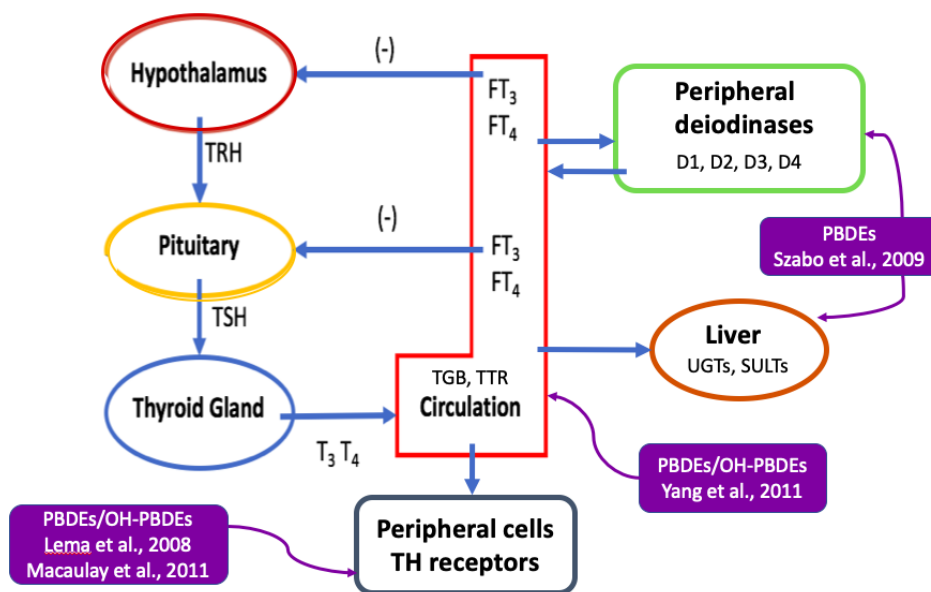 Hypothalamus
(-)
FT₃
FT₄
Peripheral
deiodinases
D1, D2, D3, D4
TRH
Pituitary
(-)
FT₃
FT₄
PBDEs
Szabo et al., 2009
TSH
Liver
UGTs, SULTs
Thyroid Gland
TGB, TTR
Circulation
T₃ T₄
PBDEs/OH-PBDEs
Yang et al., 2011
PBDEs/OH-PBDEs
Lema et al., 2008
Macaulay et al., 2011
Peripheral cells
TH receptors